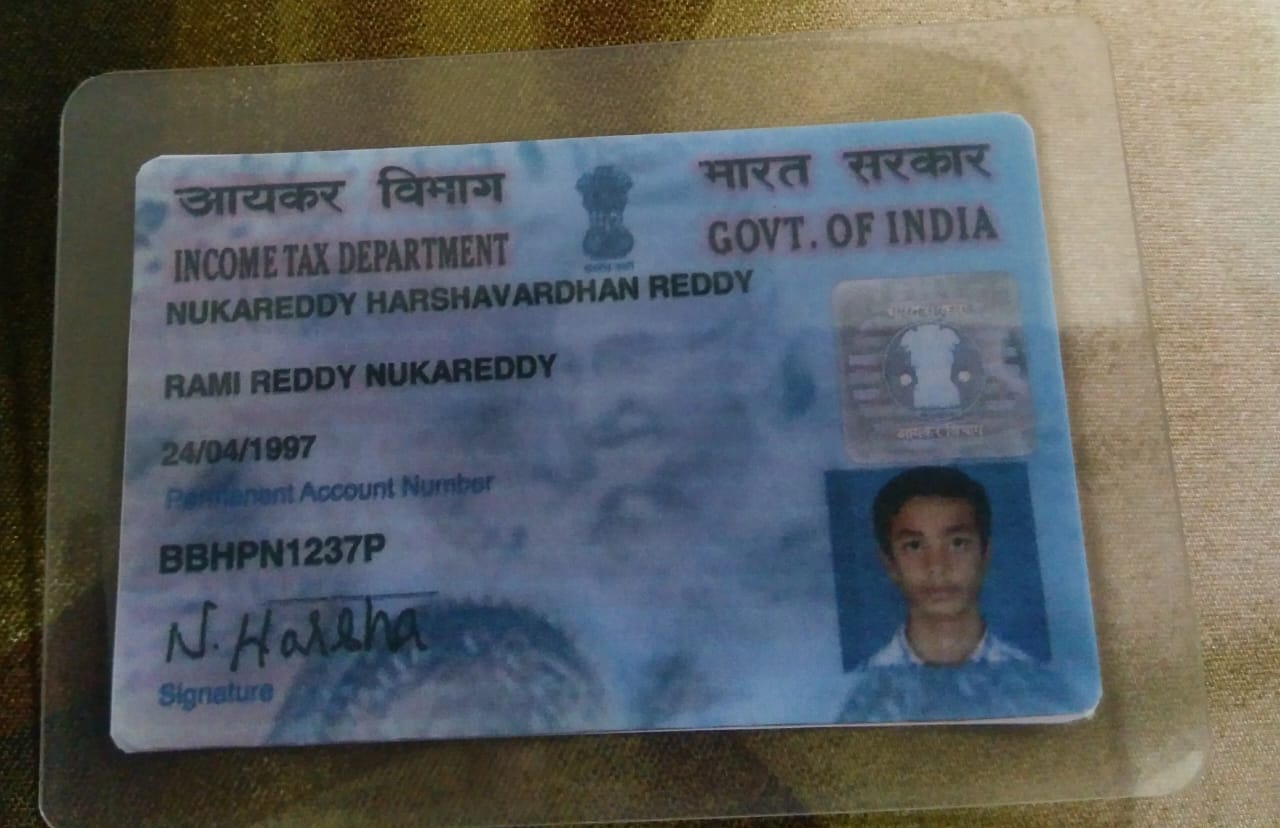 आयकर विभाग
INCOME TAX DEPARTMENT
भारत सरकार
GOVT. OF INDIA
NUKAREDDY HARSHAVARDHAN REDDY
RAMI REDDY NUKAREDDY
24/04/1997
Permanent Account Number
BBHPN1237P
N. Harsha
Signature